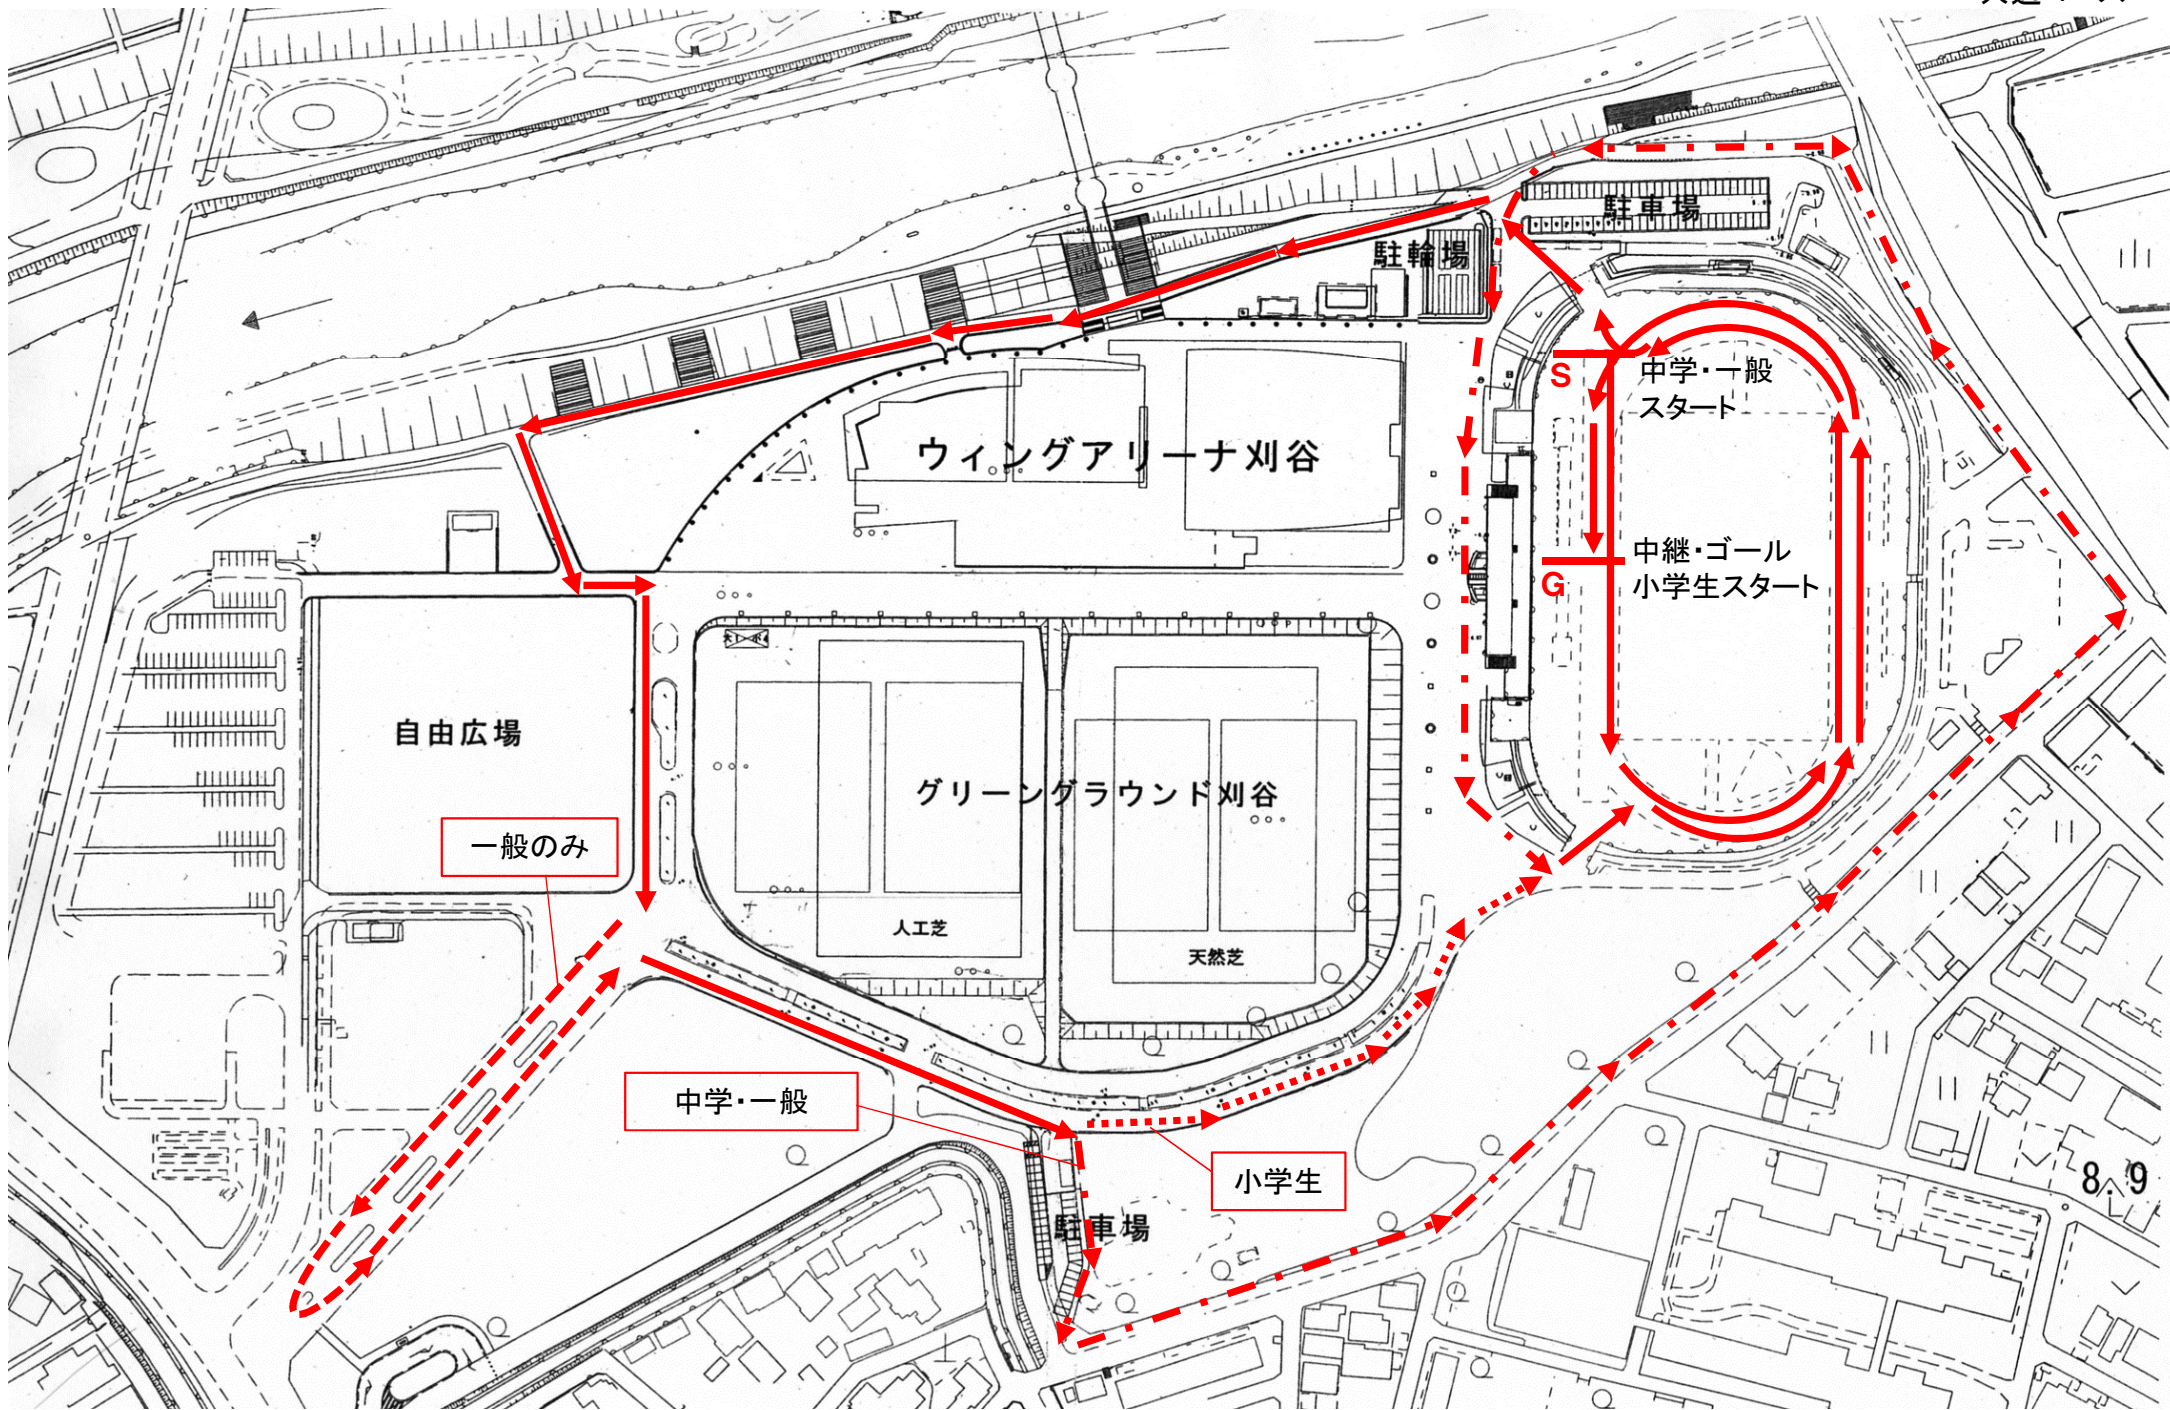 駐車場
駐輪場
S
中学・一般
スタート
ウィングアリーナ刈谷
中継・ゴール
小学生スタート
G
自由広場
グリーングラウンド刈谷
一般のみ
人工芝
天然芝
中学・一般
小学生
駐車場
8.9